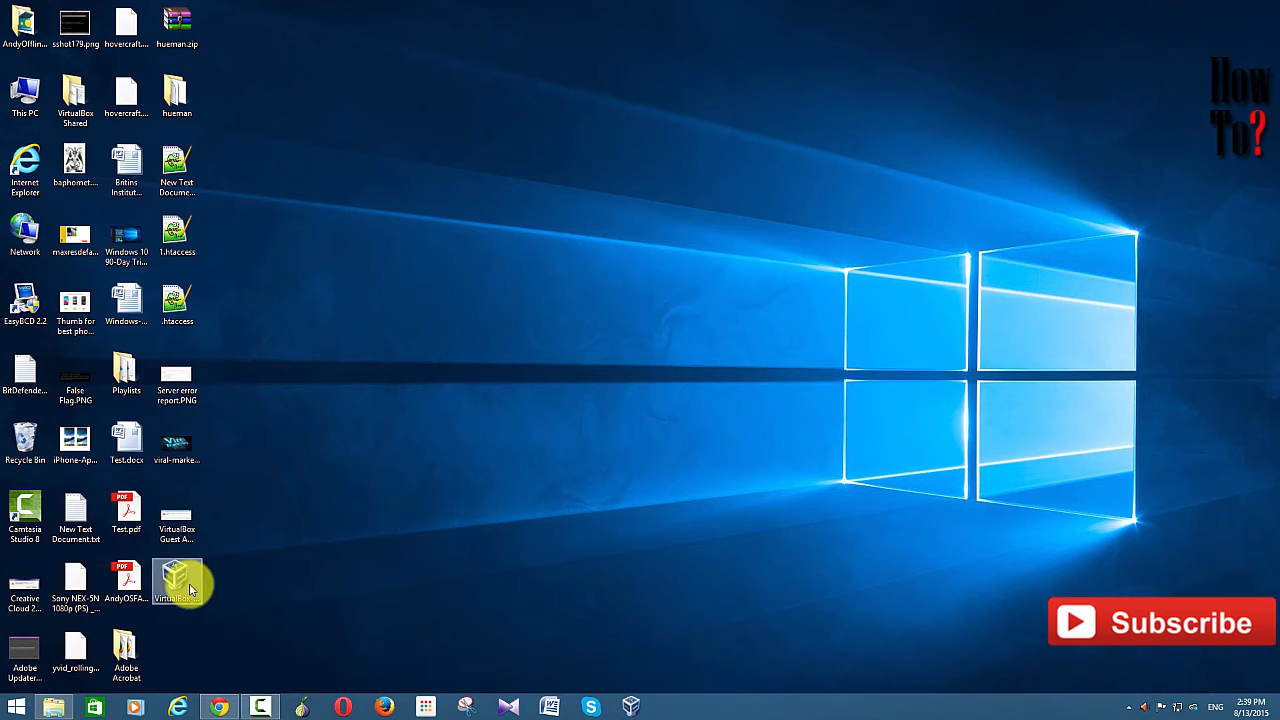 AndyOfflin...
sshot179.png
hovercraft....
hueman.zip
This PC
VirtualBox
Shared
hovercraft....
hueman
Internet
Explorer
baphomet....
Britins
Institut...
New Text
Docume...
Network
maxresdefa...
Windows 10
90-Day Tri...
1.htaccess
EasyBCD 2.2
Thumb for
best pho...
Windows-...
.htaccess
BitDefende...
False
Flag.PNG
Playlists
Server error
report.PNG
Recycle Bin
iPhone-Ap...
Test.docx
viral-marke...
Camtasia
Studio 8
New Text
Document.txt
PDF
Test.pdf
VirtualBox
Guest A...
Creative
Cloud 2...
Sony NEX-5N
1080p (PS) _...
PDF
AndyOSFA...
VirtualBox...
Adobe
Updater...
yvid_rolling...
Adobe
Acrobat
How
To?
Subscribe
ENG
2:39 PM
8/13/2015